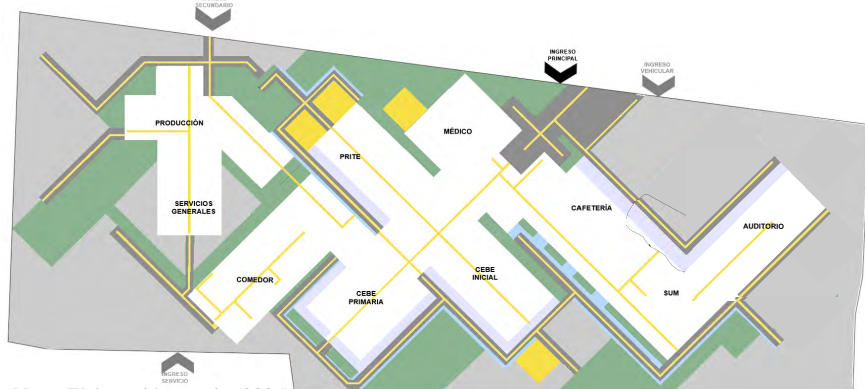 SECUNDARIO
INGRESO
PRINCIPAL
INGRESO
VEHICULAR
PRODUCCIÓN
MÉDICO
PRITE
SERVICIOS
GENERALES
CAFETERÍA
AUDITORIO
CEBE
INICIAL
COMEDOR
CEBE
PRIMARIA
SUM
INGRESO
SERVICIO